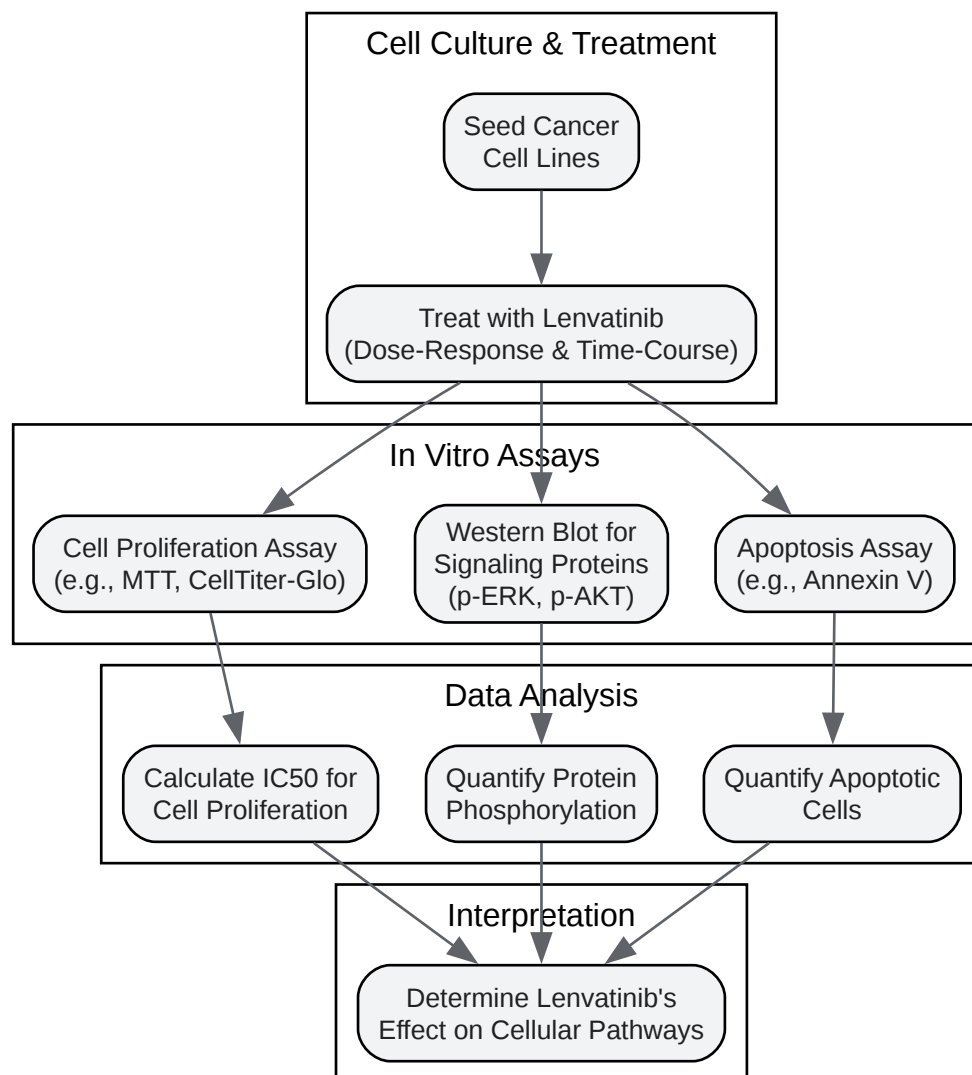 Cell Culture & Treatment
Seed Cancer
Cell Lines
Treat with Lenvatinib
(Dose-Response & Time-Course)
In Vitro Assays
Cell Proliferation Assay
(e.g., MTT, CellTiter-Glo)
Western Blot for
Signaling Proteins
(p-ERK, p-AKT)
Apoptosis Assay
(e.g., Annexin V)
Data Analysis
Calculate IC50 for
Cell Proliferation
Quantify Protein
Phosphorylation
Quantify Apoptotic
Cells
Interpretation
Determine Lenvatinib's
Effect on Cellular Pathways